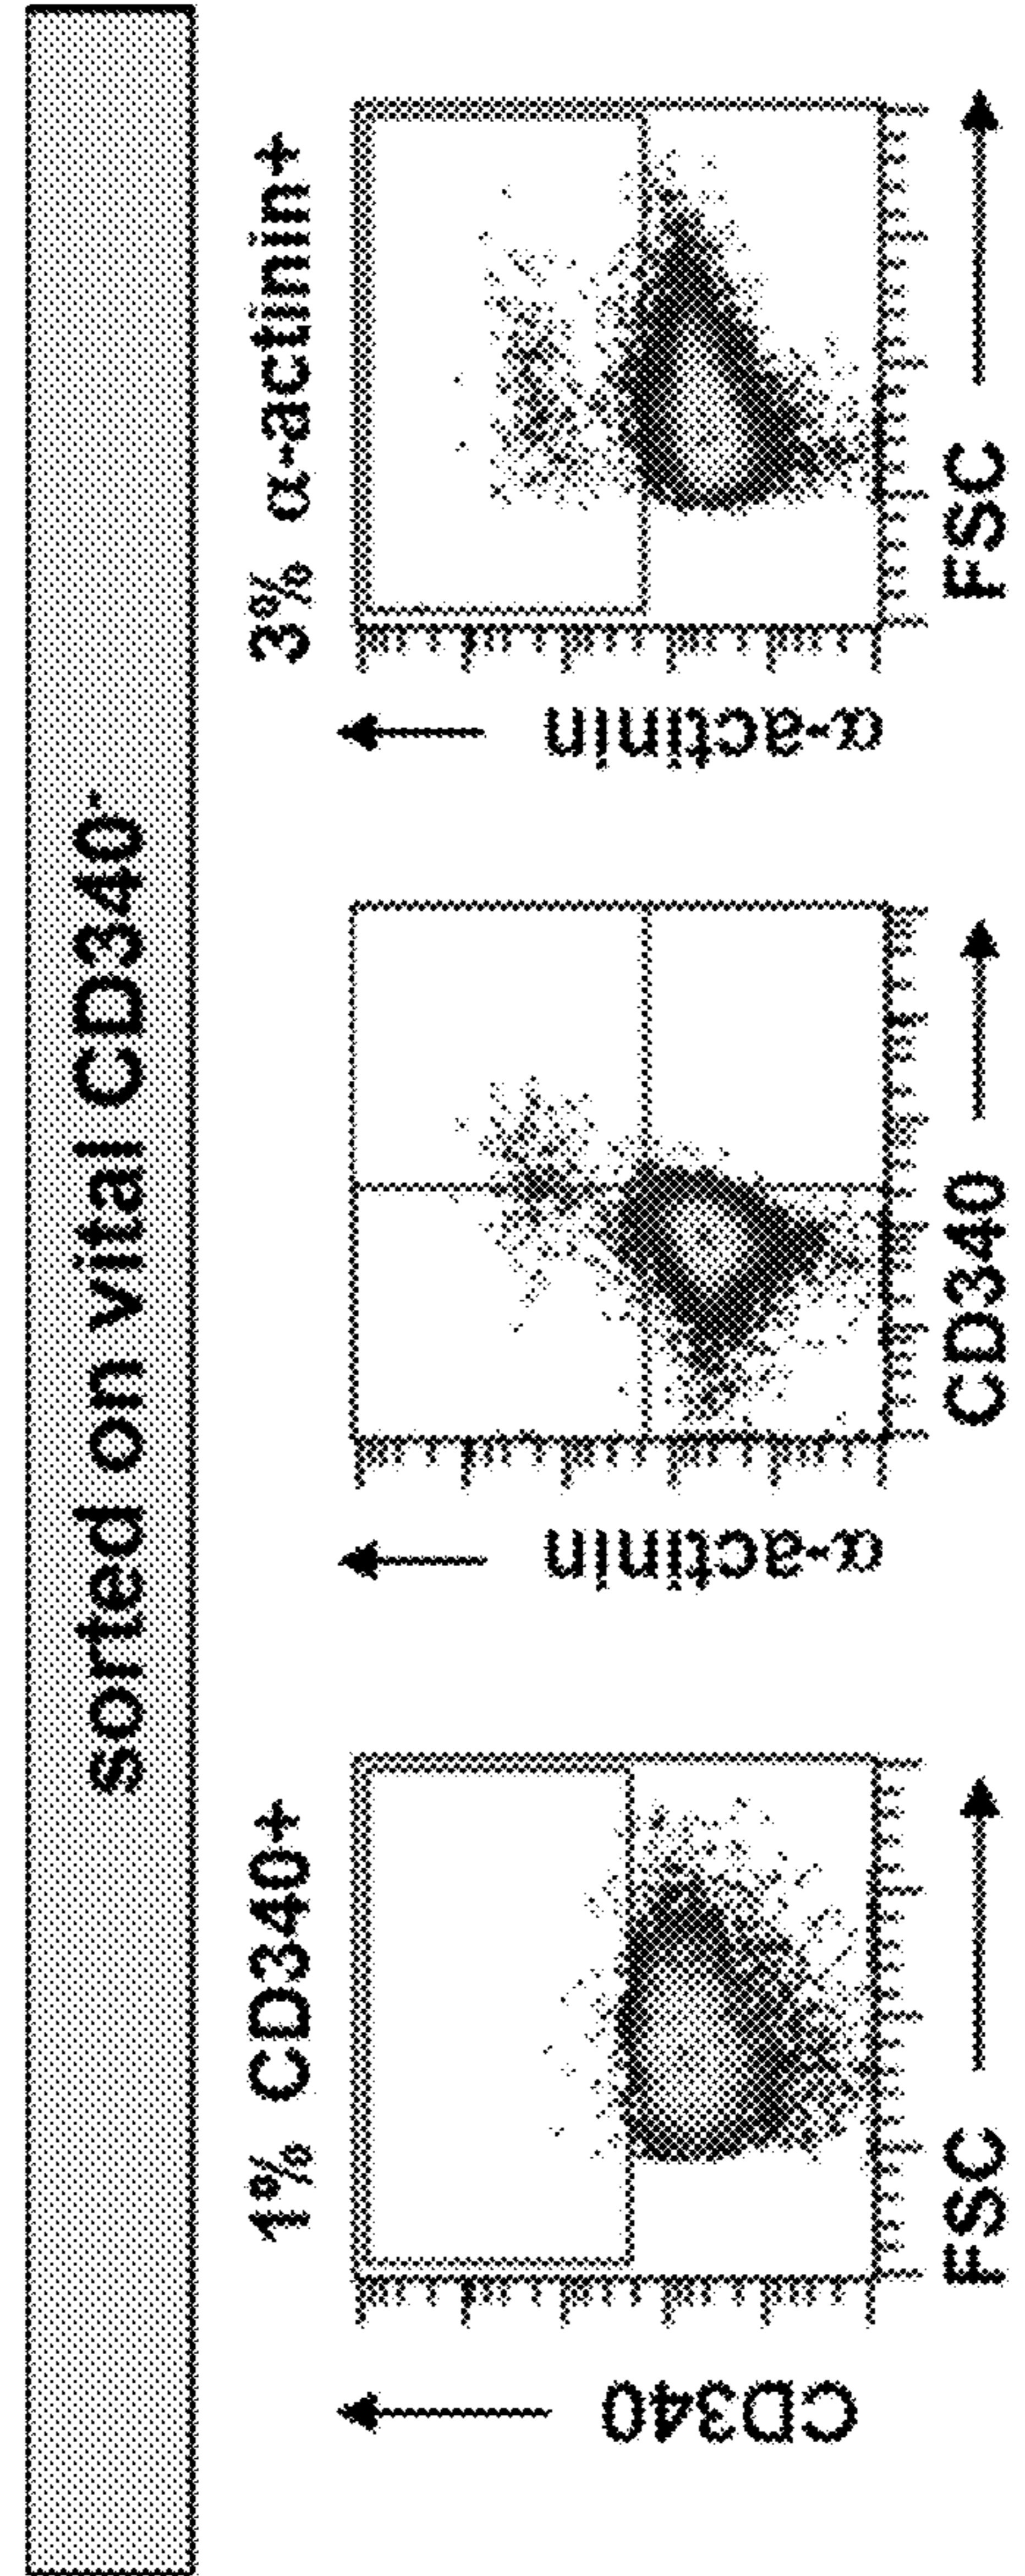 sorted on vital CD340-
1% CD340+
3% α-actinin+
CD340
α-actinin
α-actinin
FSC
CD340
FSC